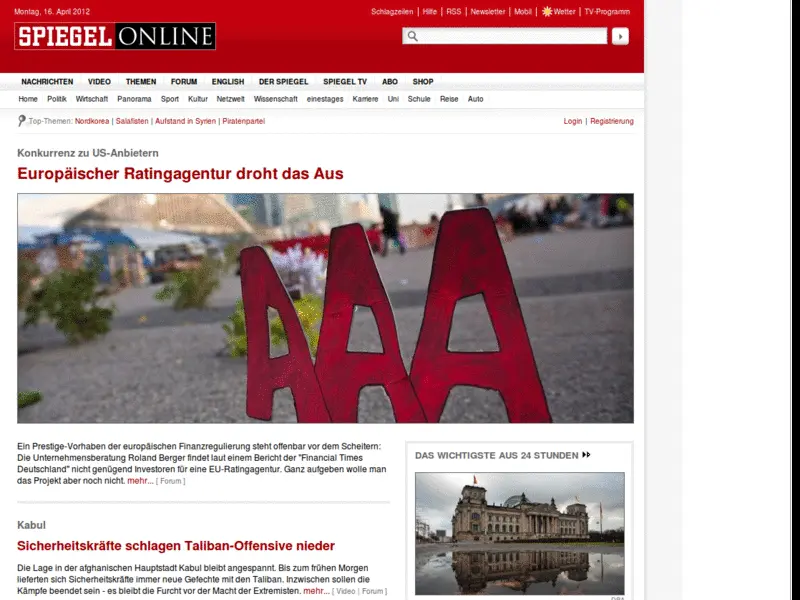 Montag, 16. April 2012
Schlagzeilen | Hilfe | RSS | Newsletter | Mobil | Wetter | TV-Programm
SPIEGEL ONLINE
NACHRICHTEN VIDEO THEMEN FORUM ENGLISH DER SPIEGEL SPIEGEL TV ABO SHOP
Home Politik Wirtschaft Panorama Sport Kultur Netzwelt Wissenschaft einestages Karriere Uni Schule Reise Auto
Top-Themen: Nordkorea | Salafisten | Aufstand in Syrien | Piratenpartei
Login | Registrierung
Konkurrenz zu US-Anbietern
Europäischer Ratingagentur droht das Aus
AAA
Ein Prestige-Vorhaben der europäischen Finanzregulierung steht offenbar vor dem Scheitern:
Die Unternehmensberatung Roland Berger findet laut einem Bericht der "Financial Times
Deutschland" nicht genügend Investoren für eine EU-Ratingagentur. Ganz aufgeben wolle man
das Projekt aber noch nicht. mehr... [ Forum ]
Kabul
Sicherheitskräfte schlagen Taliban-Offensive nieder
Die Lage in der afghanischen Hauptstadt Kabul bleibt angespannt. Bis zum frühen Morgen
lieferten sich Sicherheitskräfte immer neue Gefechte mit den Taliban. Inzwischen sollen die
Kämpfe beendet sein - es bleibt die Furcht vor der Macht der Extremisten. mehr... [ Video | Forum ]
DAS WICHTIGSTE AUS 24 STUNDEN